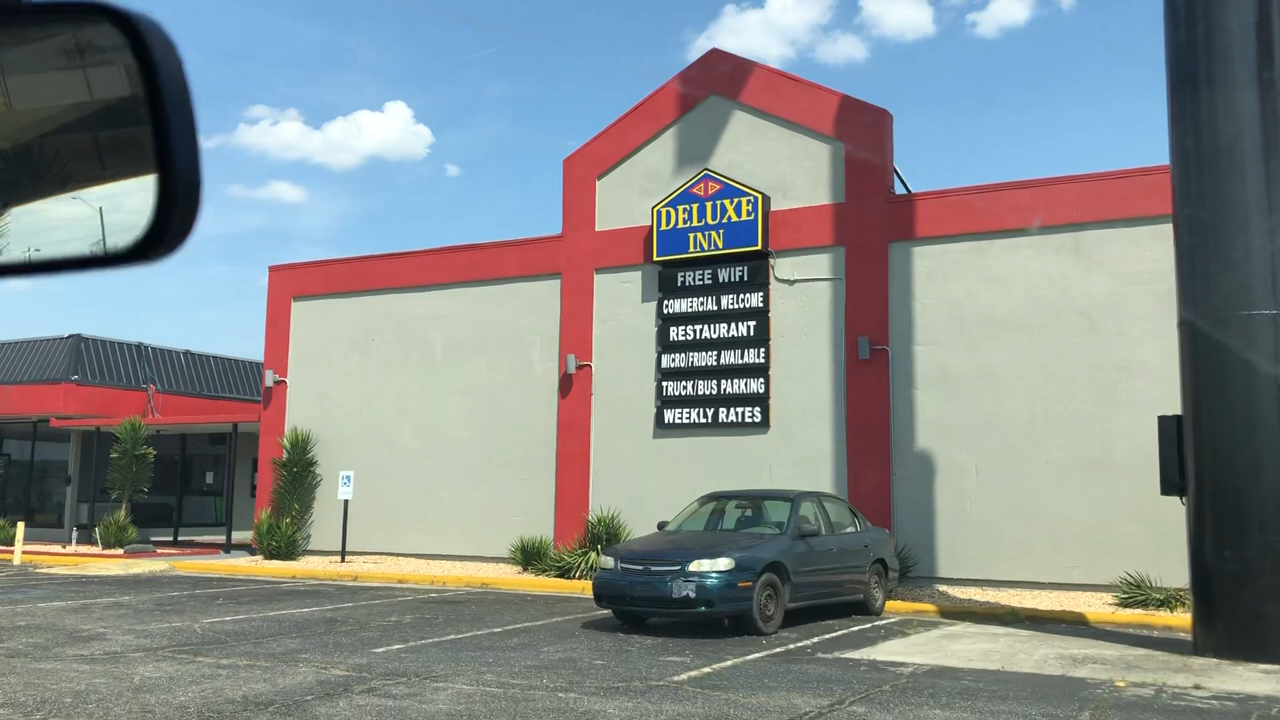 DELUXE
INN
FREE WIFI
COMMERCIAL WELCOME
RESTAURANT
MICRO/FRIDGE AVAILABLE
TRUCK/BUS PARKING
WEEKLY RATES